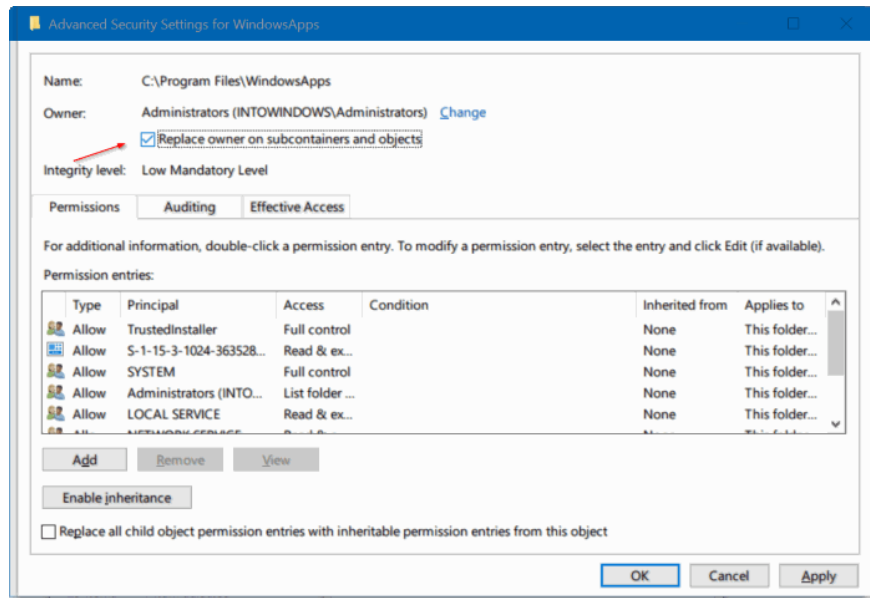 Advanced Security Settings for WindowsApps
Name: C:\Program Files\WindowsApps
Owner: Administrators (INTOWINDOWS\Administrators) Change
Replace owner on subcontainers and objects
Integrity level: Low Mandatory Level
Permissions Auditing Effective Access
For additional information, double-click a permission entry. To modify a permission entry, select the entry and click Edit (if available).
Permission entries:
Type Principal Access Condition Inherited from Applies to
Allow TrustedInstaller Full control None This folder...
Allow S-1-15-3-1024-363528... Read & ex... None This folder...
Allow SYSTEM Full control None This folder...
Allow Administrators (INTO... List folder ... None This folder...
Allow LOCAL SERVICE Read & ex... None This folder...
Add Remove View
Enable inheritance
Replace all child object permission entries with inheritable permission entries from this object
OK Cancel Apply